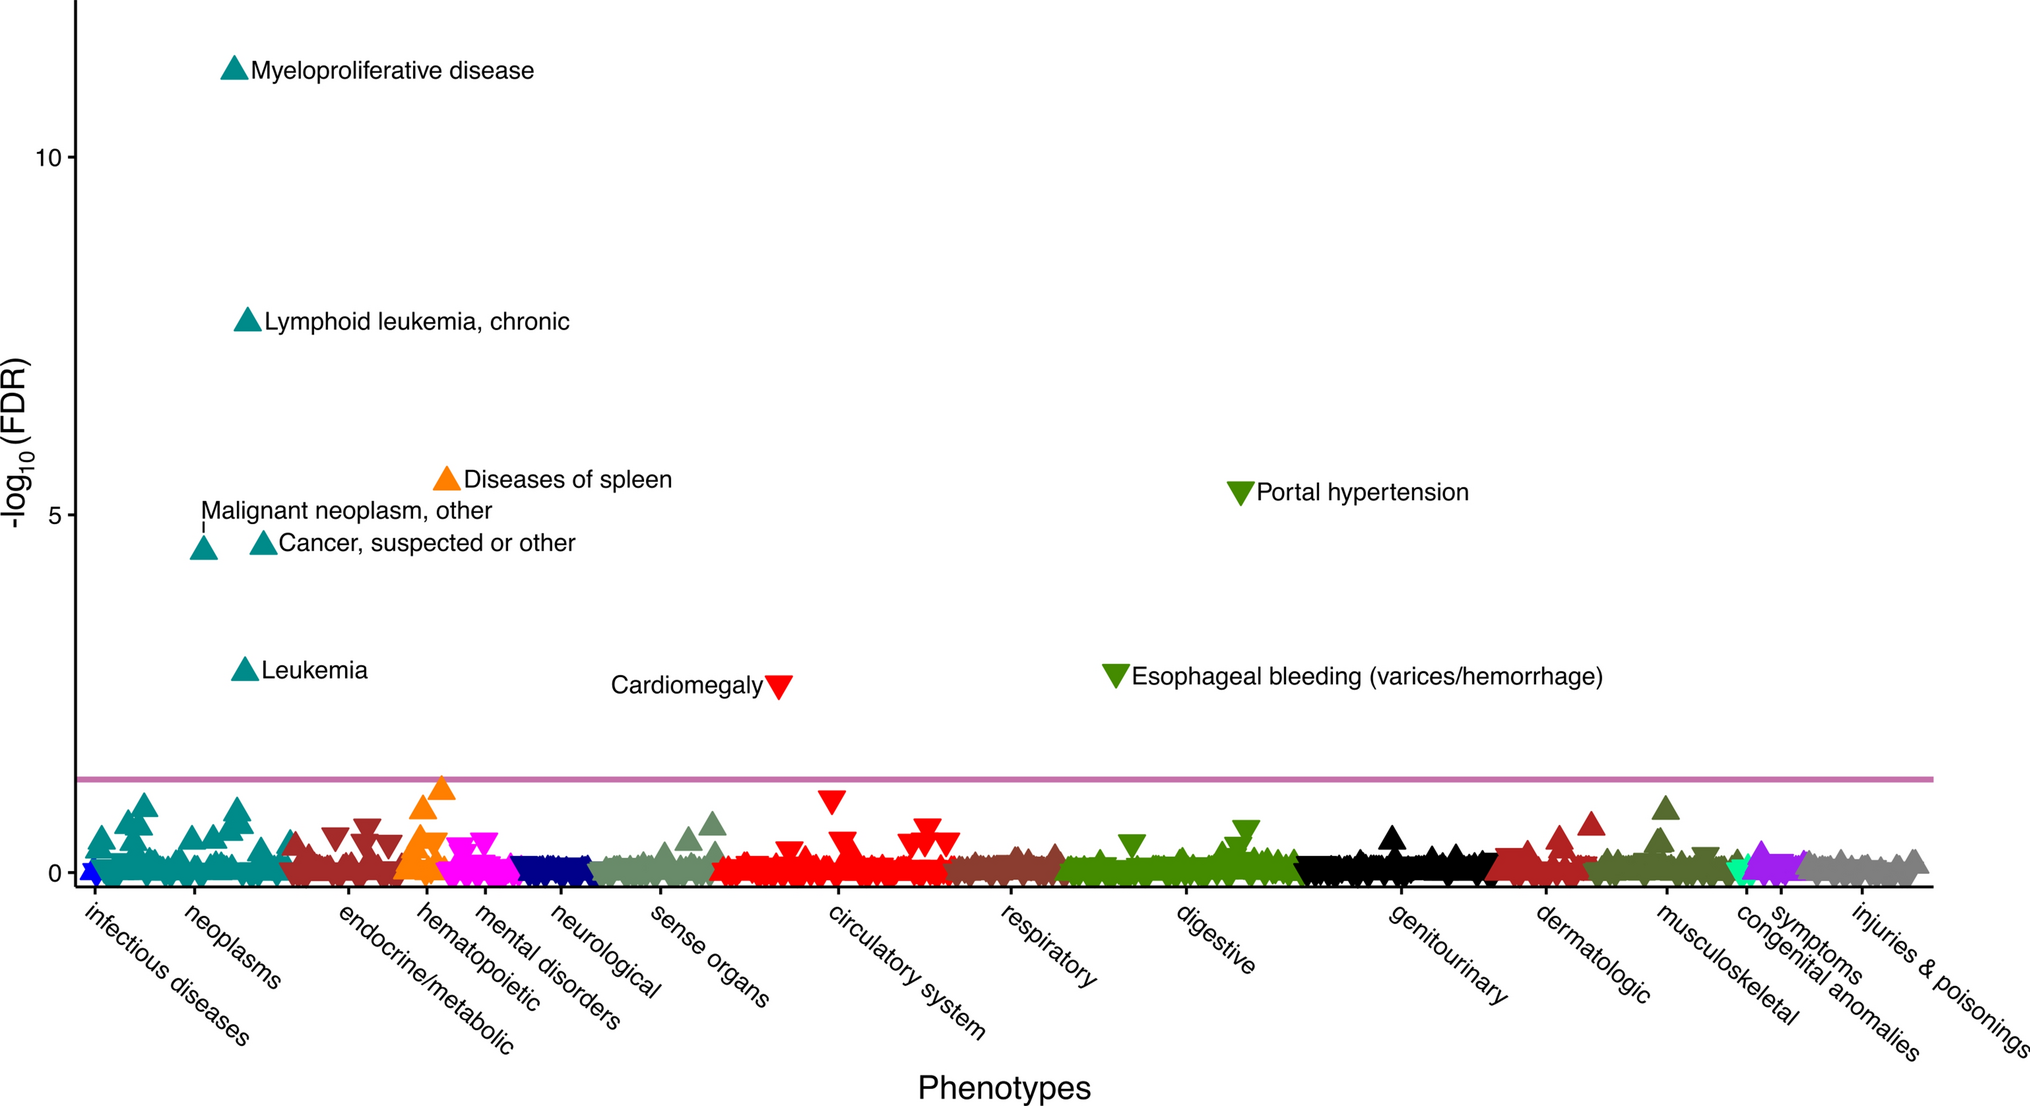 Myeloproliferative disease
10
Lymphoid leukemia, chronic
-log10(FDR)
Diseases of spleen
Portal hypertension
Malignant neoplasm, other
5
Cancer, suspected or other
Leukemia
Cardiomegaly
Esophageal bleeding (varices/hemorrhage)
0
infectious diseases
neoplasms
endocrine/metabolic
hematopoietic
mental disorders
neurological
sense organs
circulatory system
respiratory
digestive
genitourinary
dermatologic
musculoskeletal
congenital anomalies
symptoms
injuries & poisonings
Phenotypes